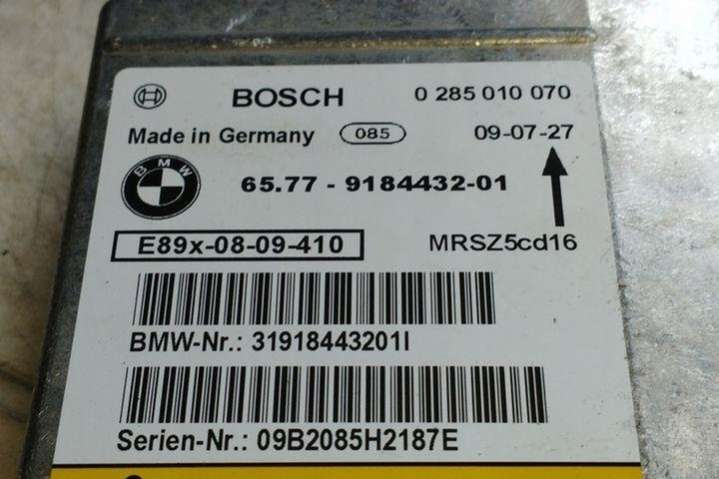 BOSCH 0 285 010 070
Made in Germany 085 09-07-27
BMW 65.77 - 9184432-01
E89x-08-09-410 MRSZ5cd16
BMW-Nr.: 31918443201I
Serien-Nr.: 09B2085H2187E